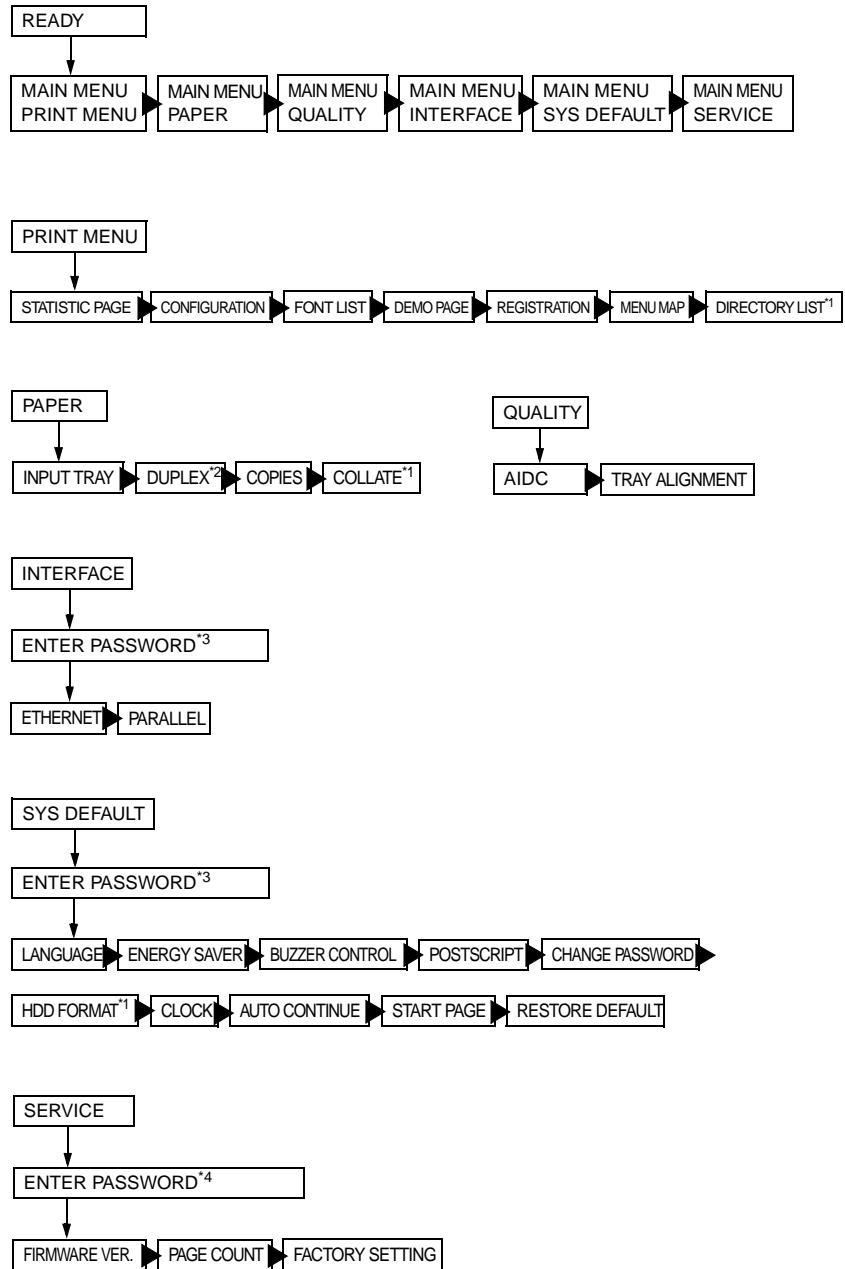 READY
MAIN MENU PRINT MENU
MAIN MENU PAPER
MAIN MENU QUALITY
MAIN MENU INTERFACE
MAIN MENU SYS DEFAULT
MAIN MENU SERVICE
PRINT MENU
STATISTIC PAGE CONFIGURATION FONT LIST DEMO PAGE REGISTRATION MENU MAP DIRECTORY LIST*1
PAPER
INPUT TRAY DUPLEX*2 COPIES COLLATE*1
QUALITY
AIDC TRAY ALIGNMENT
INTERFACE
ENTER PASSWORD*3
ETHERNET PARALLEL
SYS DEFAULT
ENTER PASSWORD*3
LANGUAGE ENERGY SAVER BUZZER CONTROL POSTSCRIPT CHANGE PASSWORD
HDD FORMAT*1 CLOCK AUTO CONTINUE START PAGE RESTORE DEFAULT
SERVICE
ENTER PASSWORD*4
FIRMWARE VER. PAGE COUNT FACTORY SETTING